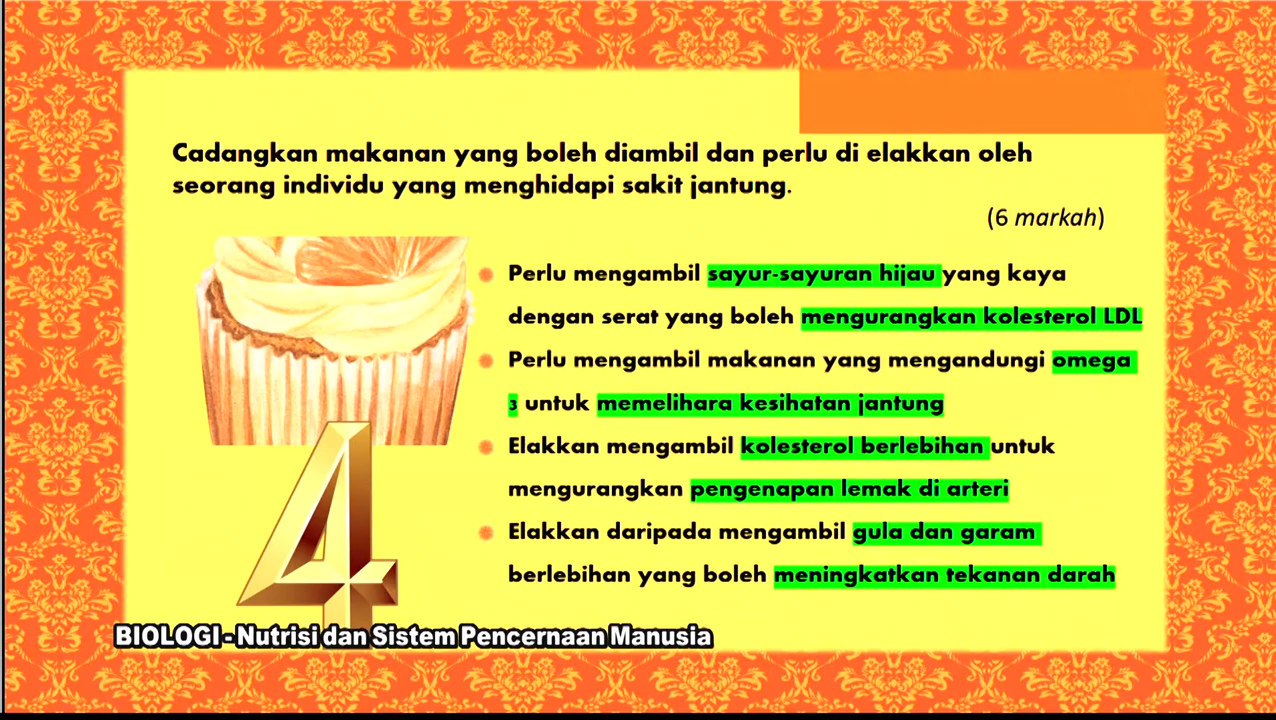 Cadangkan makanan yang boleh diambil dan perlu di elakkan oleh
seorang individu yang menghidapi sakit jantung.
(6 markah)
Perlu mengambil sayur-sayuran hijau yang kaya
dengan serat yang boleh mengurangkan kolesterol LDL
Perlu mengambil makanan yang mengandungi omega
3 untuk memelihara kesihatan jantung
Elakkan mengambil kolesterol berlebihan untuk
mengurangkan pengenapan lemak di arteri
Elakkan daripada mengambil gula dan garam
berlebihan yang boleh meningkatkan tekanan darah
4
BIOLOGI - Nutrisi dan Sistem Pencernaan Manusia